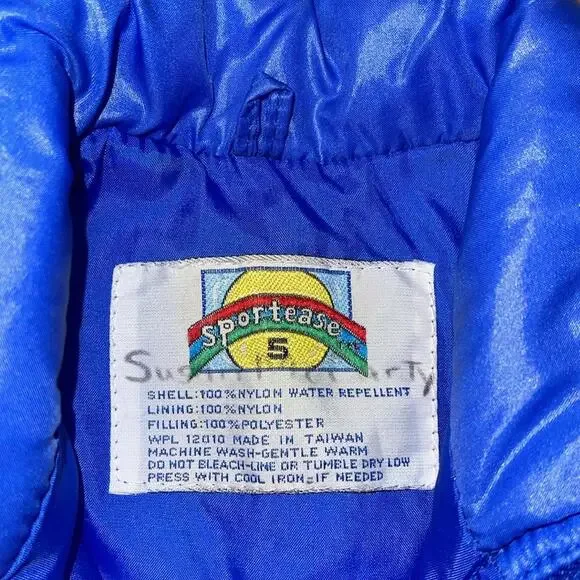 Sportease
5
SHELL:100%NYLON WATER REPELLENT
LINING:100%NYLON
FILLING:100%POLYESTER
WPL 12010 MADE IN TAIWAN
MACHINE WASH-GENTLE WARM
DO NOT BLEACH-LINE OR TUMBLE DRY LOW
PRESS WITH COOL IRON-IF NEEDED